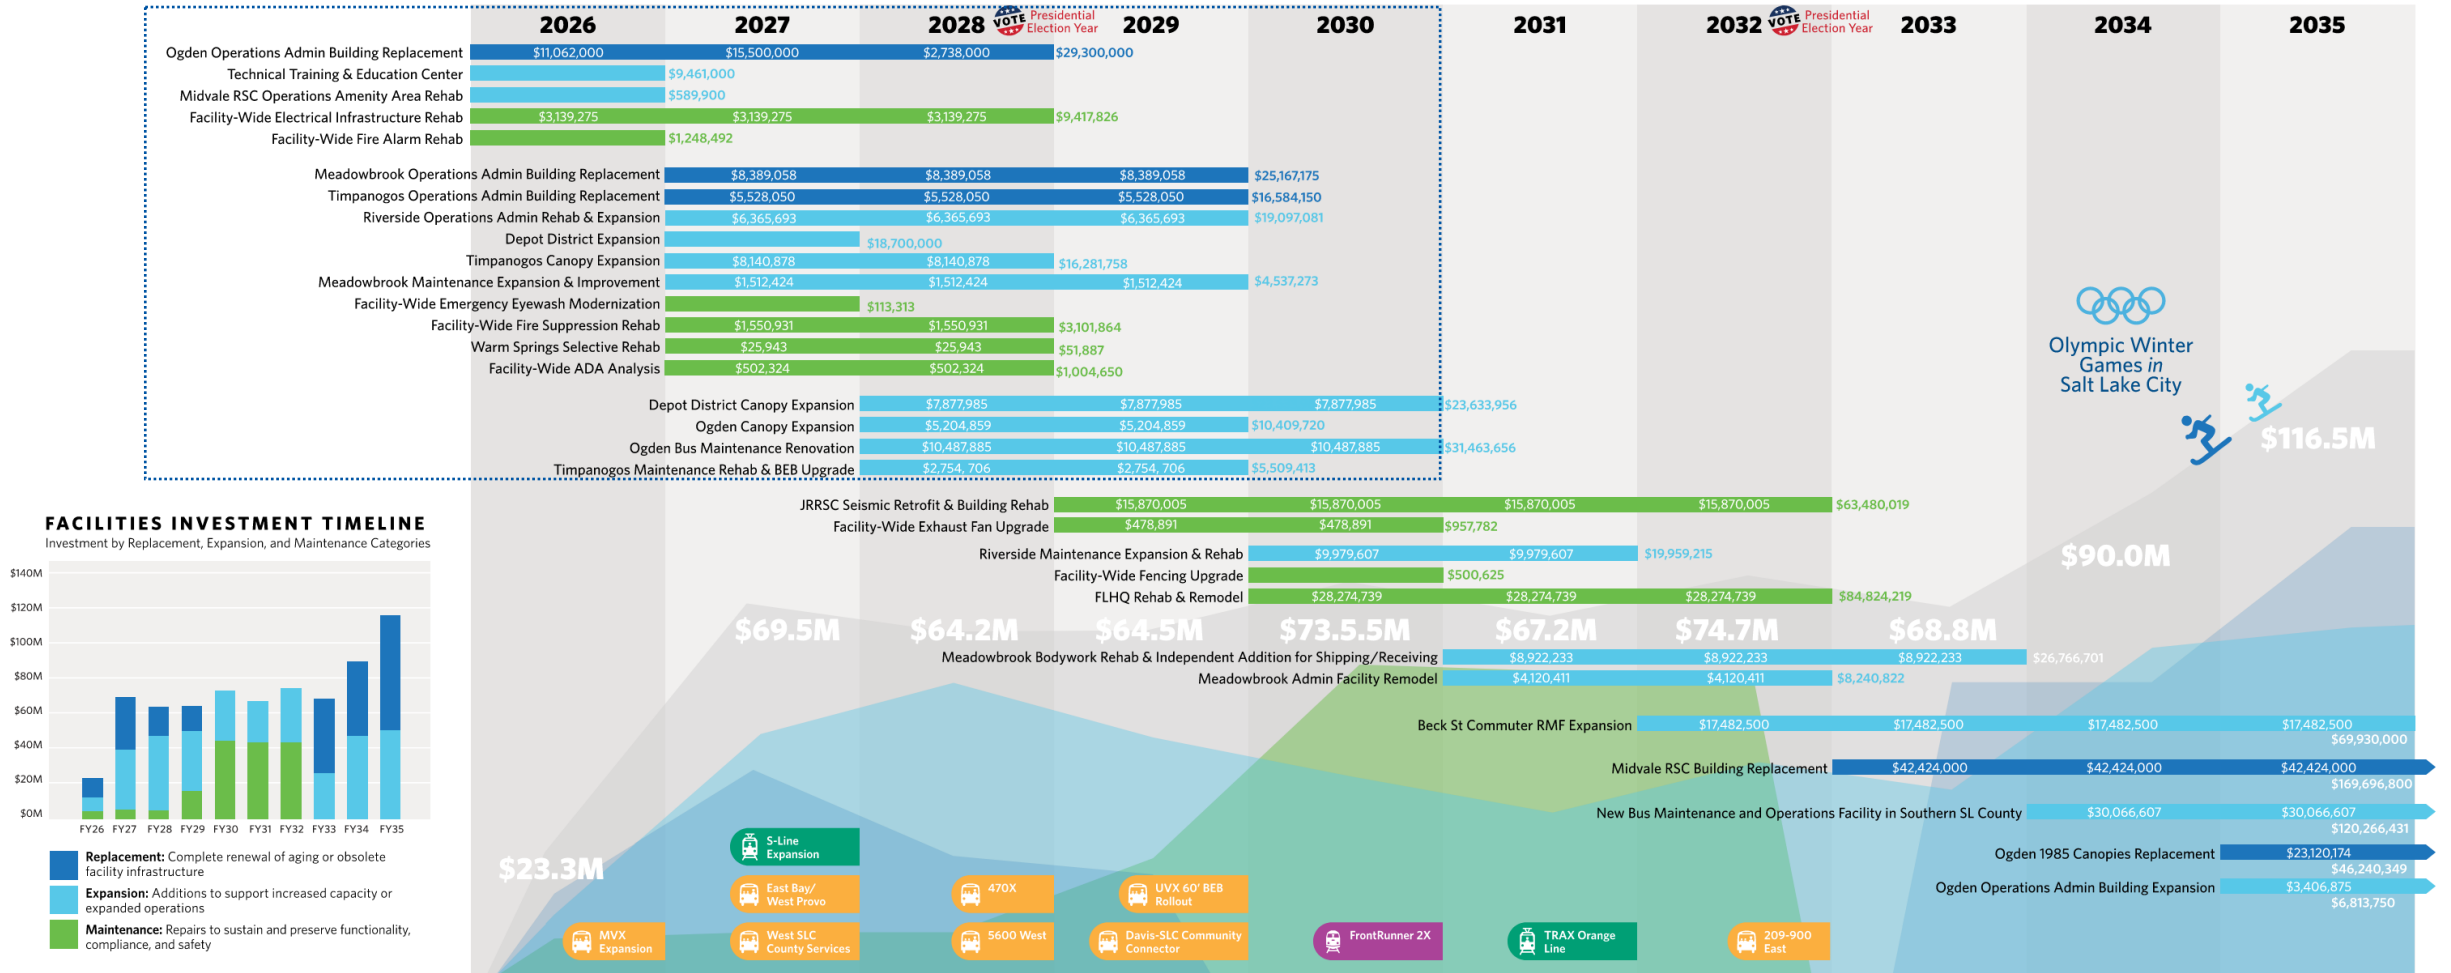 2026 2027 2028 VOTE Presidential Election Year 2029 2030 2031 2032 VOTE Presidential Election Year 2033 2034 2035
Ogden Operations Admin Building Replacement $11,062,000 $15,500,000 $2,738,000 $29,300,000
Technical Training & Education Center $9,461,000
Midvale RSC Operations Amenity Area Rehab $589,900
Facility-Wide Electrical Infrastructure Rehab $3,139,275 $3,139,275 $3,139,275 $9,417,826
Facility-Wide Fire Alarm Rehab $1,248,492
Meadowbrook Operations Admin Building Replacement $8,389,058 $8,389,058 $8,389,058 $25,167,175
Timpanogos Operations Admin Building Replacement $5,528,050 $5,528,050 $5,528,050 $16,584,150
Riverside Operations Admin Rehab & Expansion $6,365,693 $6,365,693 $6,365,693 $19,097,081
Depot District Expansion $18,700,000
Timpanogos Canopy Expansion $8,140,878 $8,140,878 $16,281,758
Meadowbrook Maintenance Expansion & Improvement $1,512,424 $1,512,424 $1,512,424 $4,537,273
Facility-Wide Emergency Eyewash Modernization $113,313
Facility-Wide Fire Suppression Rehab $1,550,931 $1,550,931 $3,101,864
Warm Springs Selective Rehab $25,943 $25,943 $51,887
Facility-Wide ADA Analysis $502,324 $502,324 $1,004,650
Olympic Winter
Games in
Salt Lake City
Depot District Canopy Expansion $7,877,985 $7,877,985 $7,877,985 $23,633,956
Ogden Canopy Expansion $5,204,859 $5,204,859 $10,409,720
Ogden Bus Maintenance Renovation $10,487,885 $10,487,885 $10,487,885 $31,463,656
Timpanogos Maintenance Rehab & BEB Upgrade $2,754, 706 $2,754, 706 $5,509,413
$116.5M
JRRSC Seismic Retrofit & Building Rehab $15,870,005 $15,870,005 $15,870,005 $15,870,005 $63,480,019
Facility-Wide Exhaust Fan Upgrade $478,891 $478,891 $957,782
Riverside Maintenance Expansion & Rehab $9,979,607 $9,979,607 $19,959,215
$90.0M
Facility-Wide Fencing Upgrade $500,625
FLHQ Rehab & Remodel $28,274,739 $28,274,739 $28,274,739 $84,824,219
$69.5M $64.2M $64.5M $73.5.5M $67.2M $74.7M $68.8M
Meadowbrook Bodywork Rehab & Independent Addition for Shipping/Receiving $8,922,233 $8,922,233 $8,922,233 $26,766,701
Meadowbrook Admin Facility Remodel $4,120,411 $4,120,411 $8,240,822
Beck St Commuter RMF Expansion $17,482,500 $17,482,500 $17,482,500 $17,482,500
$69,930,000
Midvale RSC Building Replacement $42,424,000 $42,424,000 $42,424,000
$169,696,800
New Bus Maintenance and Operations Facility in Southern SL County $30,066,607 $30,066,607
$120,266,431
Ogden 1985 Canopies Replacement $23,120,174
$46,240,349
Ogden Operations Admin Building Expansion $3,406,875
$6,813,750
$23.3M
S-Line
Expansion
East Bay/
West Provo
470X
UVX 60' BEB
Rollout
MVX
Expansion
West SLC
County Services
5600 West
Davis-SLC Community
Connector
FrontRunner 2X
TRAX Orange
Line
209-900
East
FACILITIES INVESTMENT TIMELINE
Investment by Replacement, Expansion, and Maintenance Categories
$140M
$120M
$100M
$80M
$60M
$40M
$20M
$0M
FY26 FY27 FY28 FY29 FY30 FY31 FY32 FY33 FY34 FY35
Replacement: Complete renewal of aging or obsolete
facility infrastructure
Expansion: Additions to support increased capacity or
expanded operations
Maintenance: Repairs to sustain and preserve functionality,
compliance, and safety